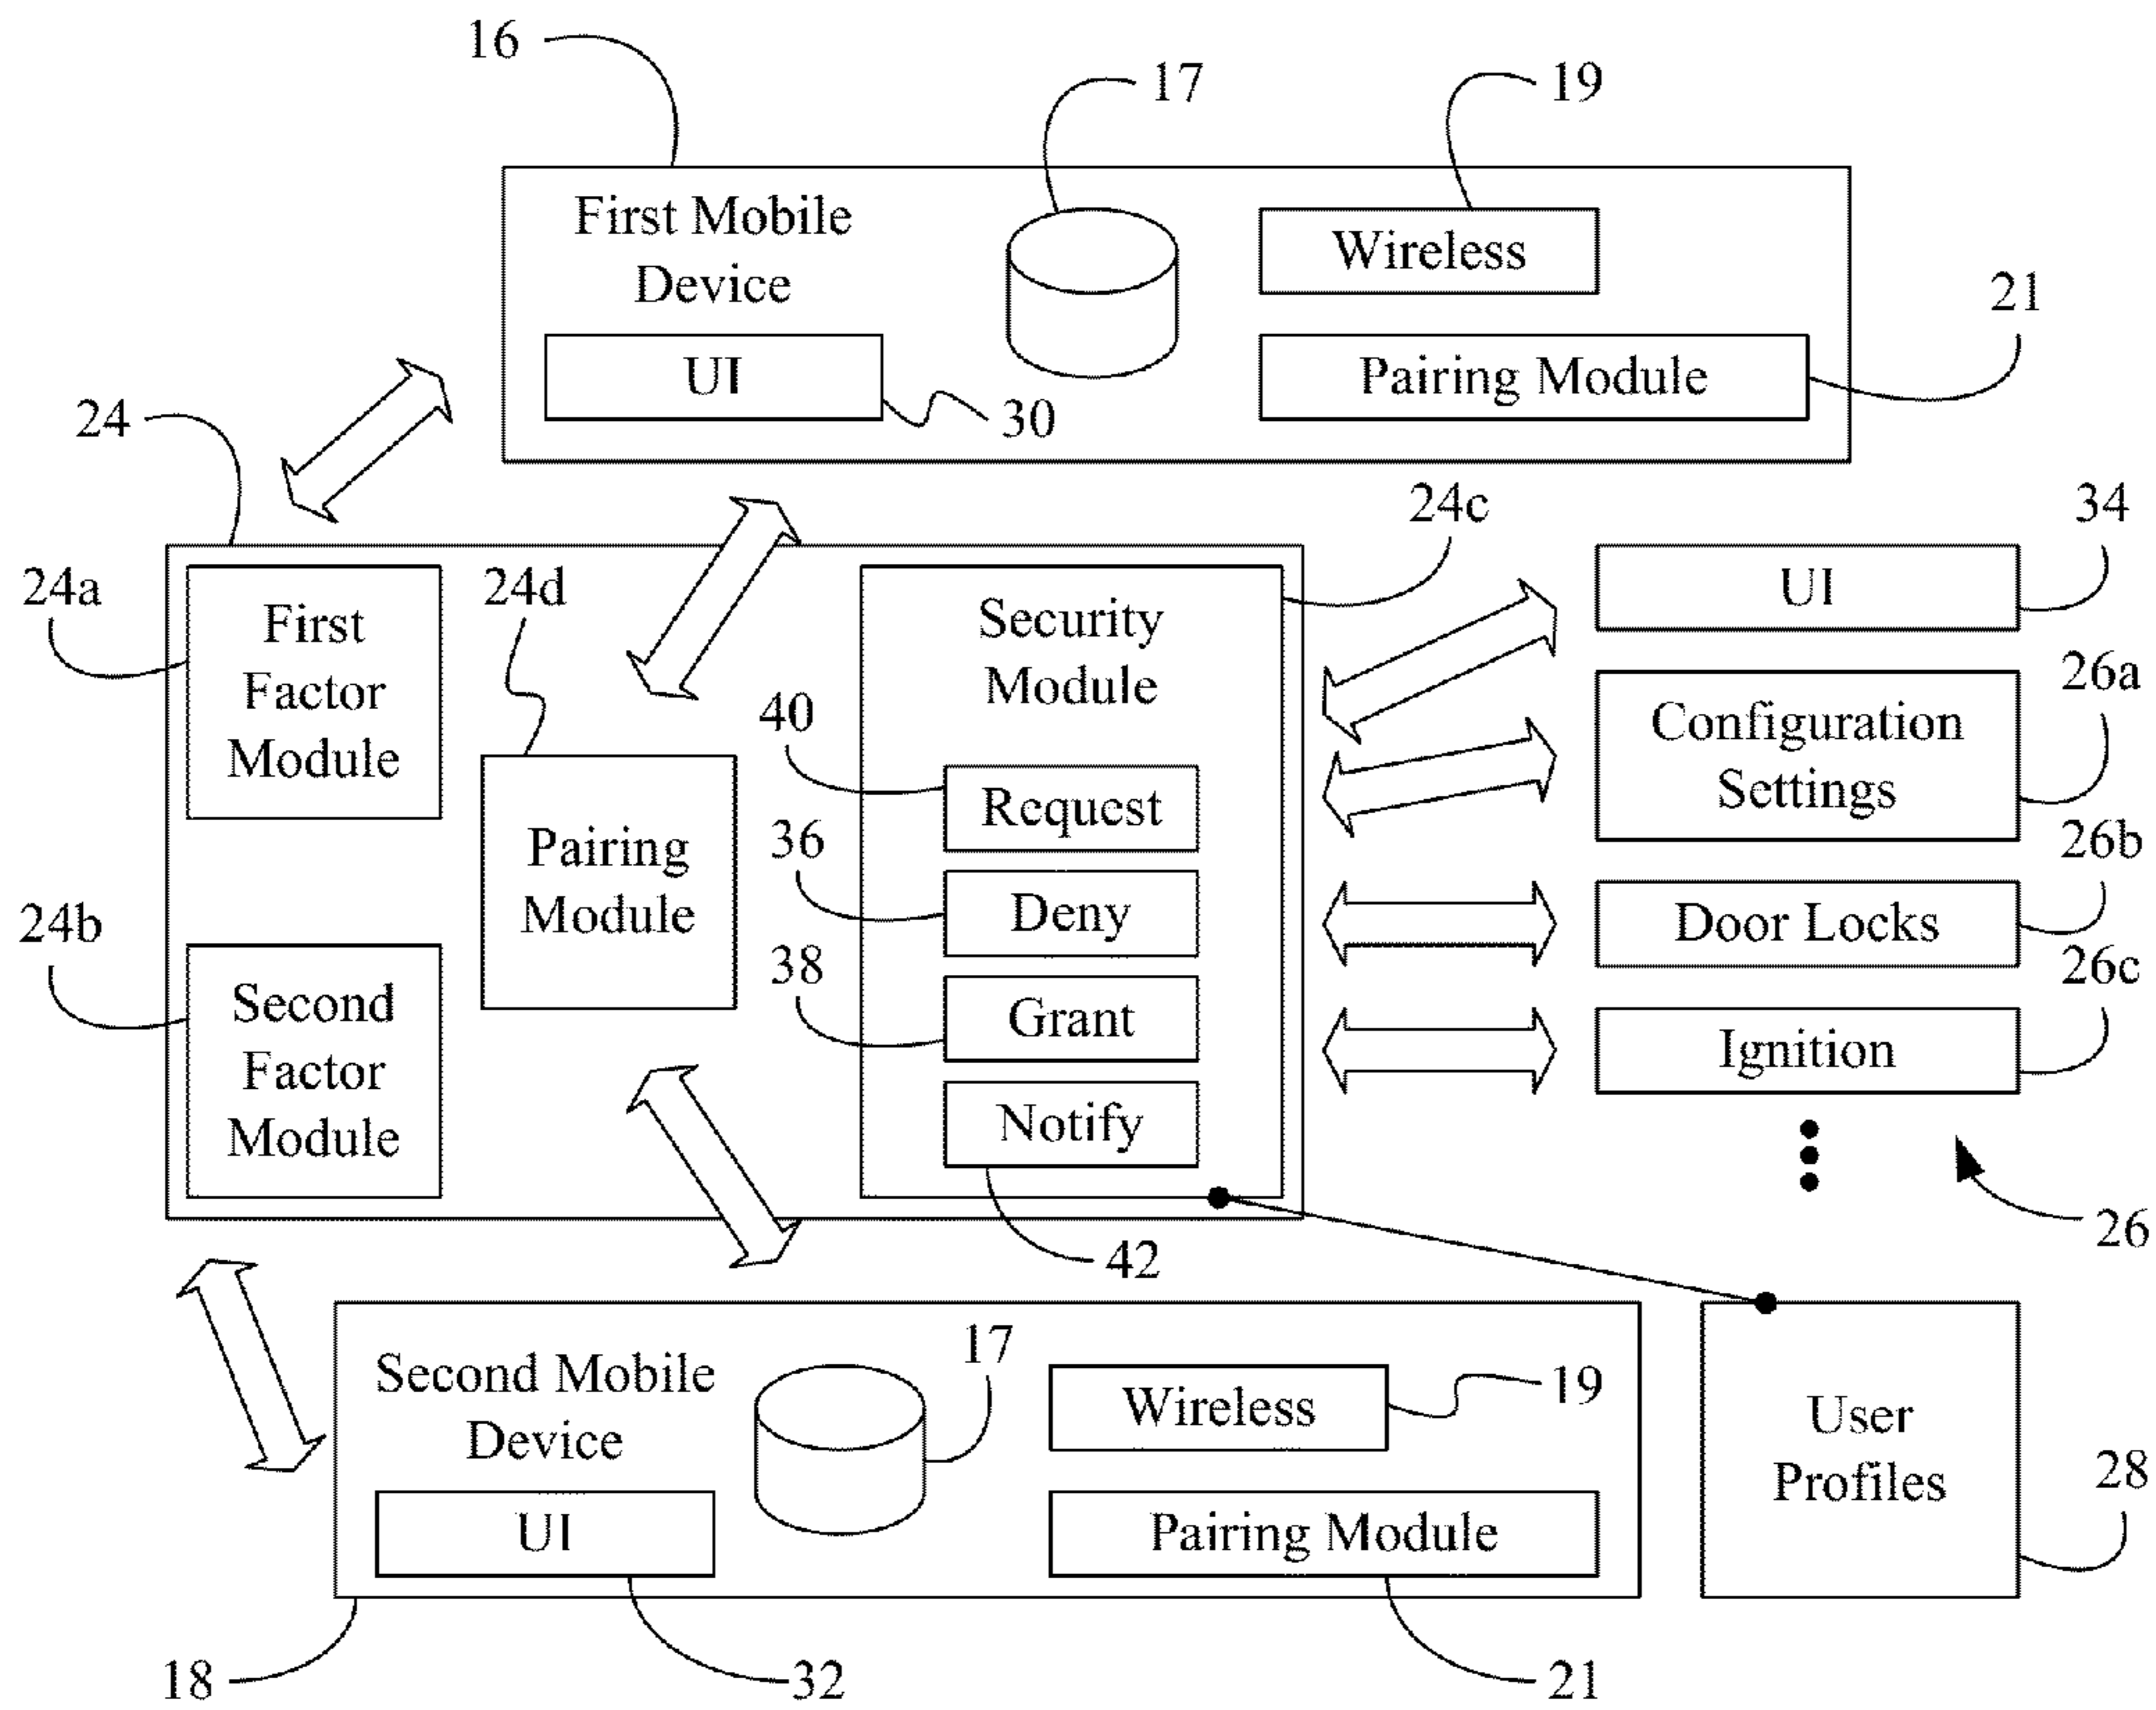 16
17
19
First Mobile
Device
Wireless
21
UI
Pairing Module
30
24
24c
34
24a
24d
First
Factor
Module
Security
Module
UI
26a
40
Configuration
Settings
Request
36
26b
Pairing
Module
Deny
Door Locks
24b
38
26c
Second
Factor
Module
Grant
Ignition
Notify
26
42
17
19
Second Mobile
Device
Wireless
User
Profiles
28
UI
Pairing Module
18
32
21